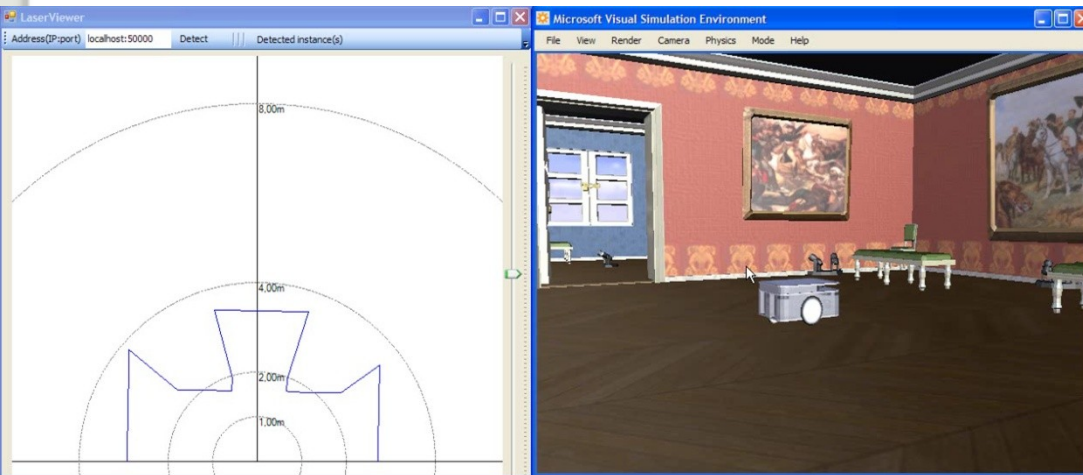 LaserViewer
Address(IP:port) localhost:50000 Detect Detected instance(s)
8,00m
4,00m
2,00m
1,00m
Microsoft Visual Simulation Environment
File View Render Camera Physics Mode Help